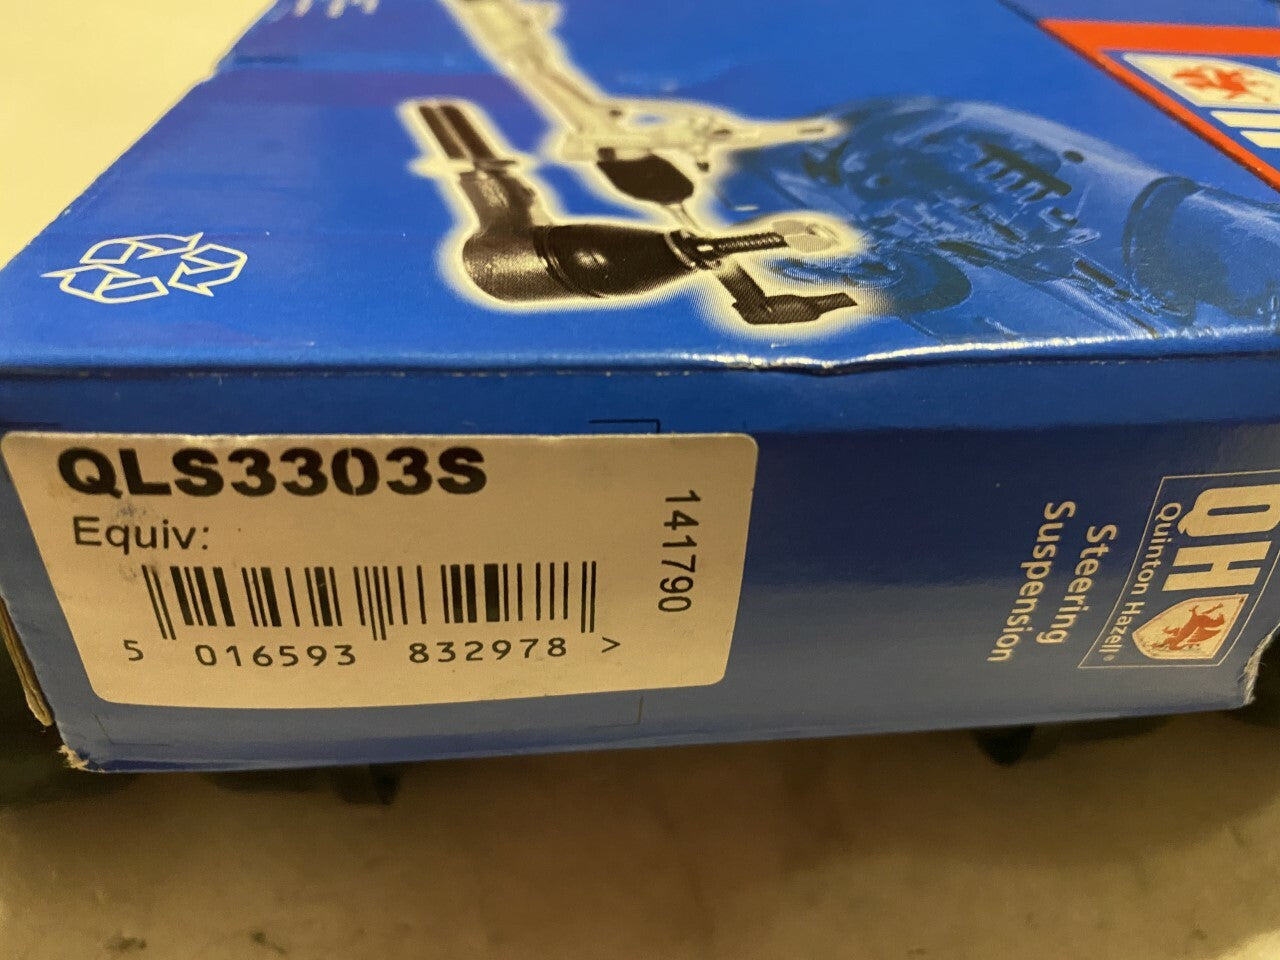 QLS3303S
Equiv:
141790
5 016593 832978 >
Steering
Suspension
QH
Quinton Hazell®